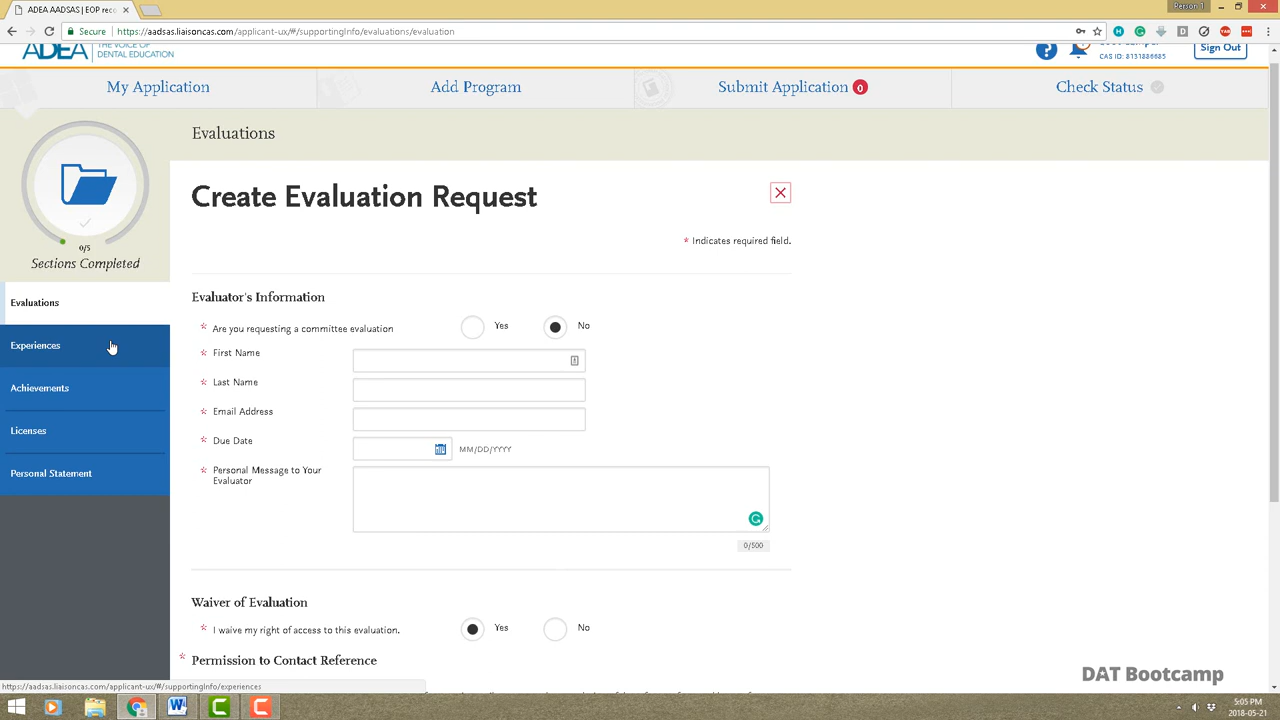 ADEA AADSAS | EOP reco
Person 1
Secure
https://aadsas.liaisoncas.com/applicant-ux/#/supportingInfo/evaluations/evaluation
ADEA
THE VOICE OF
DENTAL EDUCATION
CAS ID: 8131886685
Sign Out
My Application
Add Program
Submit Application 0
Check Status
0/5
Sections Completed
Evaluations
Experiences
Achievements
Licenses
Personal Statement
Evaluations
Create Evaluation Request
* Indicates required field.
Evaluator's Information
* Are you requesting a committee evaluation Yes No
* First Name
* Last Name
* Email Address
* Due Date MM/DD/YYYY
* Personal Message to Your
Evaluator
0/500
Waiver of Evaluation
* I waive my right of access to this evaluation. Yes No
* Permission to Contact Reference
DAT Bootcamp
https://aadsas.liaisoncas.com/applicant-ux/#/supportingInfo/experiences
5:05 PM
2018-05-21